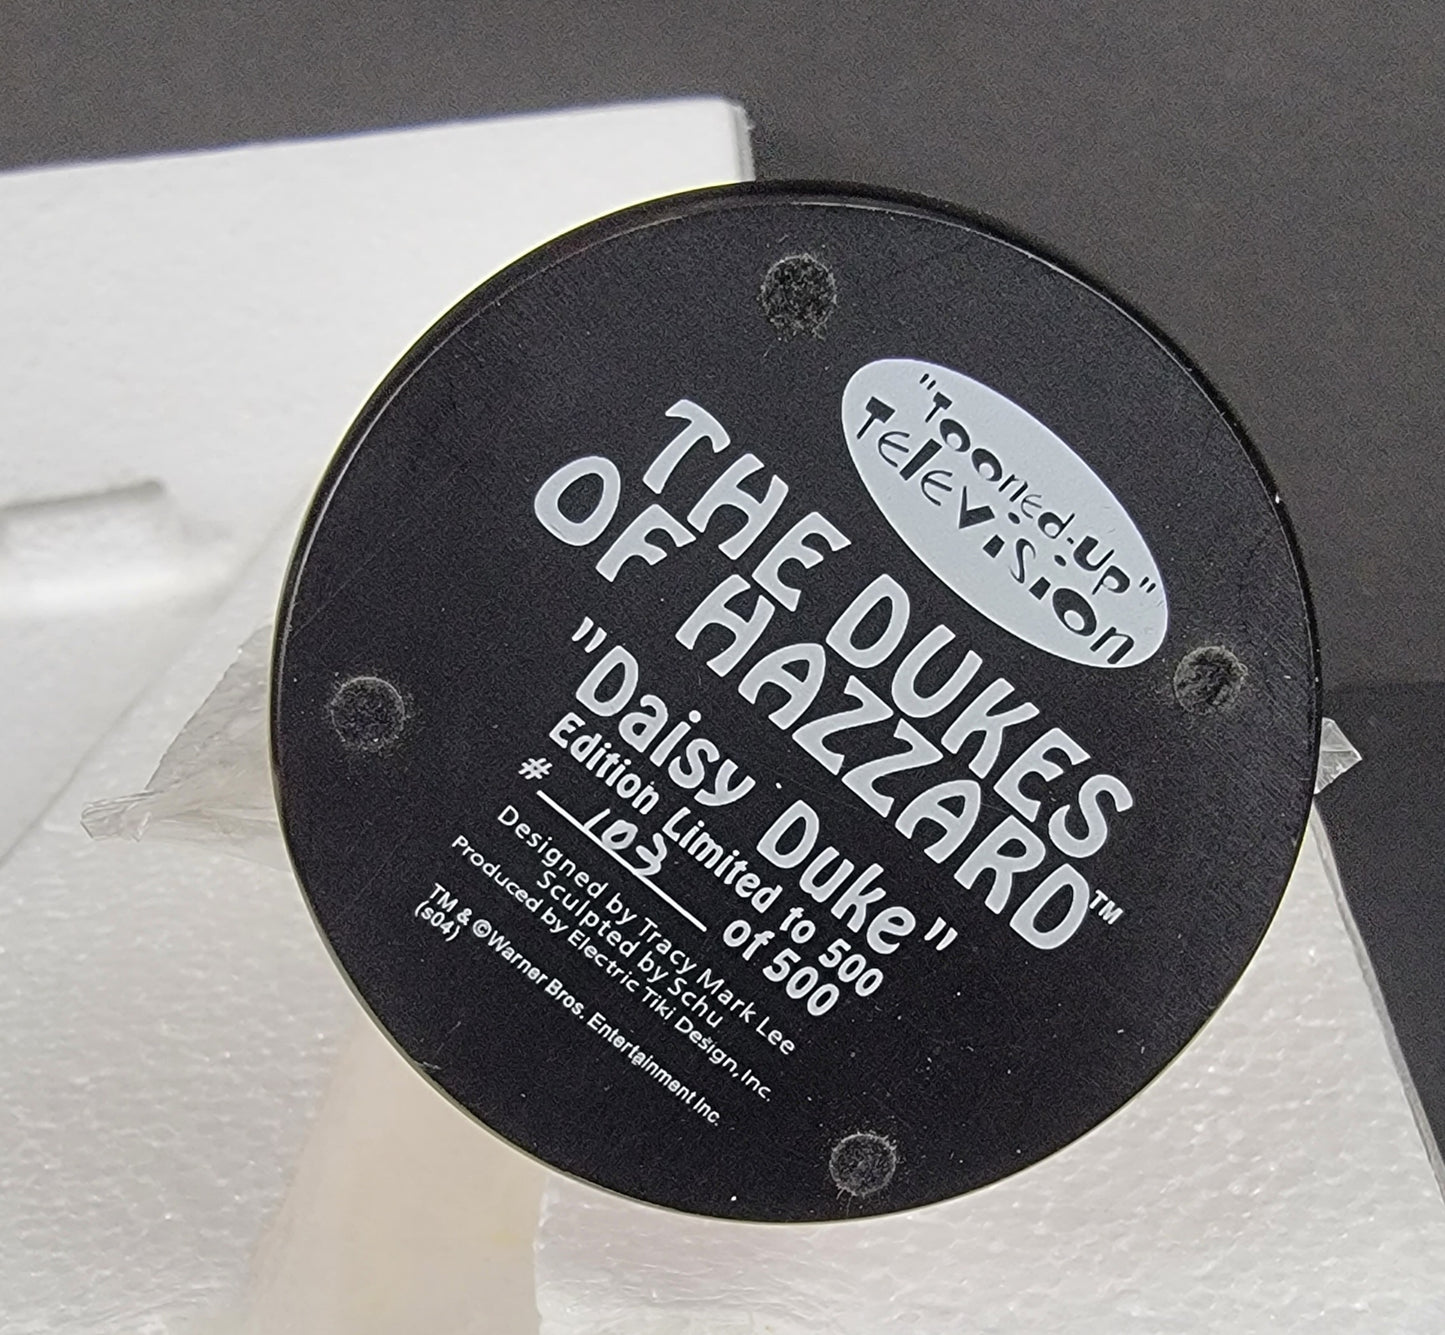 "Tooned-Up"
Television
THE DUKES
OF HAZZARD™
"Daisy Duke"
Edition Limited to 500
# 103 of 500
Designed by Tracy Mark Lee
Sculpted by Schu
Produced by Electric Tiki Design, Inc.
TM & ©Warner Bros. Entertainment Inc.
(s04)